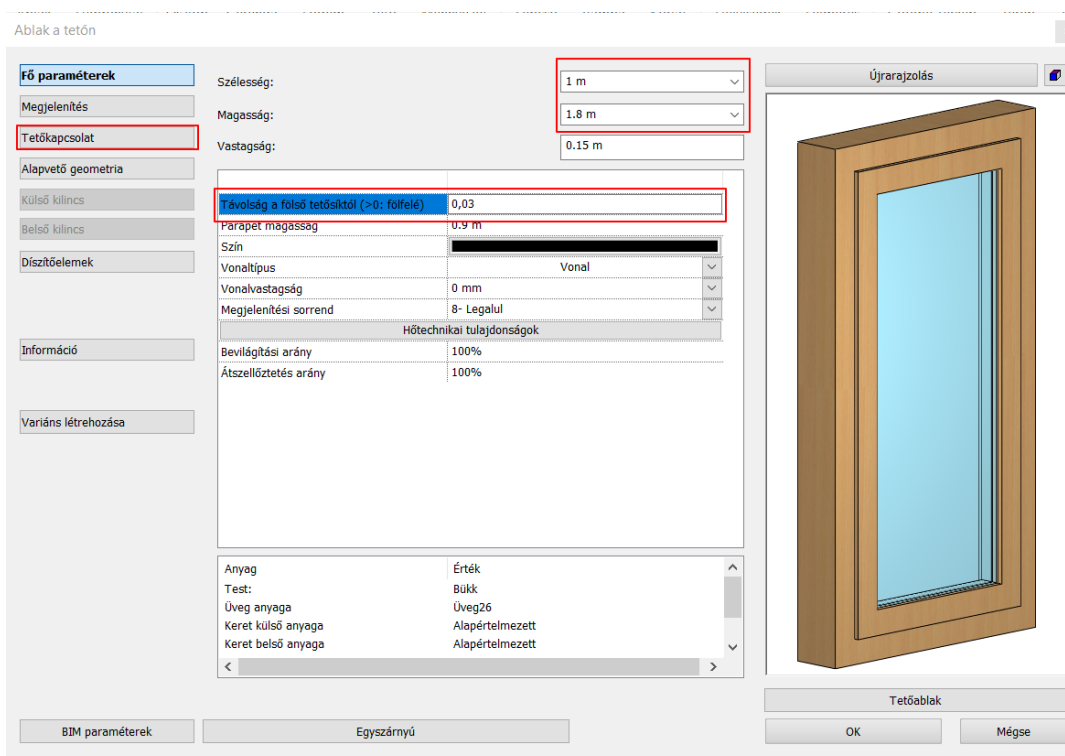 Ablak a tetőn
Fő paraméterek
Megjelenítés
Tetőkapcsolat
Alapvető geometria
Külső kilincs
Belső kilincs
Díszítőelemek
Információ
Variáns létrehozása
Szélesség: 1 m
Magasság: 1.8 m
Vastagság: 0.15 m
Távolság a fölső tetősíktól (>0: fölfelé) 0,03
Parapet magasság 0.9 m
Szín
Vonaltípus Vonal
Vonalvastagság 0 mm
Megjelenítési sorrend 8- Legalul
Hőtechnikai tulajdonságok
Bevilágítási arány 100%
Átszellőztetés arány 100%
Anyag Érték
Test: Bükk
Üveg anyaga Üveg26
Keret külső anyaga Alapértelmezett
Keret belső anyaga Alapértelmezett
Újrarajzolás
Tetőablak
BIM paraméterek
Egyszárnyú
OK
Mégse